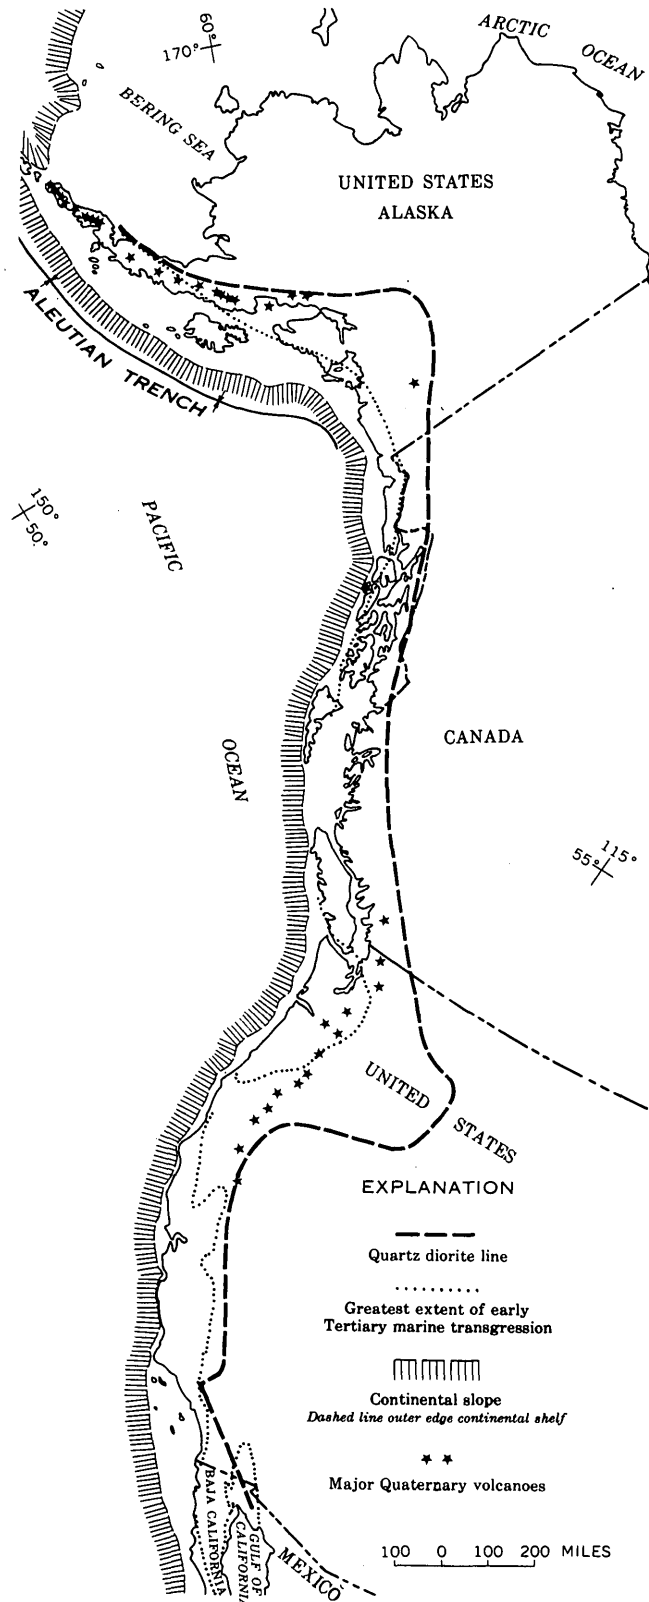 60°
170°
ARCTIC
OCEAN
BERING SEA
UNITED STATES
ALASKA
ALEUTIAN TRENCH
150°
50°
PACIFIC
OCEAN
CANADA
115°
55°
UNITED
STATES
EXPLANATION
Quartz diorite line
Greatest extent of early
Tertiary marine transgression
Continental slope
Dashed line outer edge continental shelf
Major Quaternary volcanoes
BAJA CALIFORNIA
GULF OF
CALIFORNIA
MEXICO
100 0 100 200 MILES